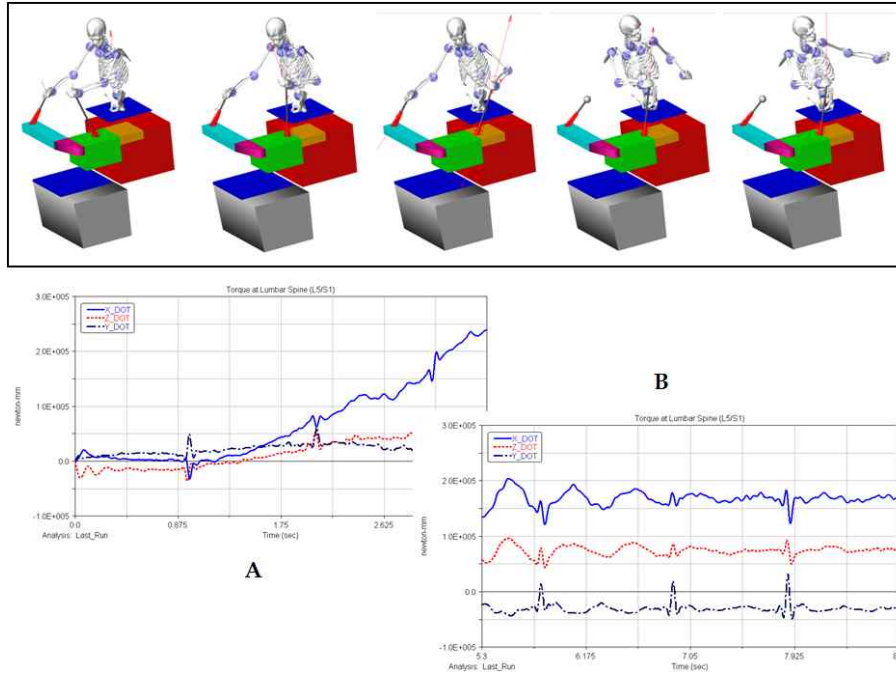 Torque at Lumbar Spine (L5/S1)
3.0E+005
X_DOT
Z_DOT
Y_DOT
2.0E+005
newton-mm
1.0E+005
0.0
-1.0E+005
0.0 0.875 1.75 2.625
Analysis: Last_Run Time (sec)
A
B
Torque at Lumbar Spine (L5/S1)
3.0E+005
X_DOT
Z_DOT
Y_DOT
2.0E+005
newton-mm
1.0E+005
0.0
-1.0E+005
5.3 6.175 7.05 7.925 8
Analysis: Last_Run Time (sec)